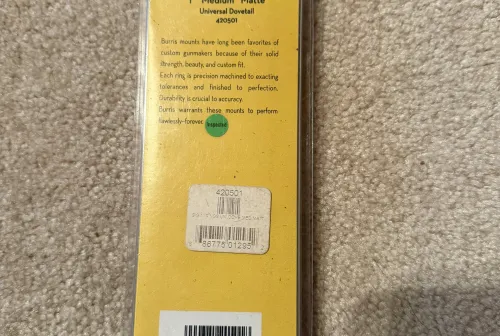 1" Medium Matte
Universal Dovetail
420501
Burris mounts have long been favorites of
custom gunmakers because of their solid
strength, beauty, and custom fit.
Each ring is precision machined to exacting
tolerances and finished to perfection.
Durability is crucial to accuracy.
Burris warrants these mounts to perform
flawlessly-forever.
Inspected
420501